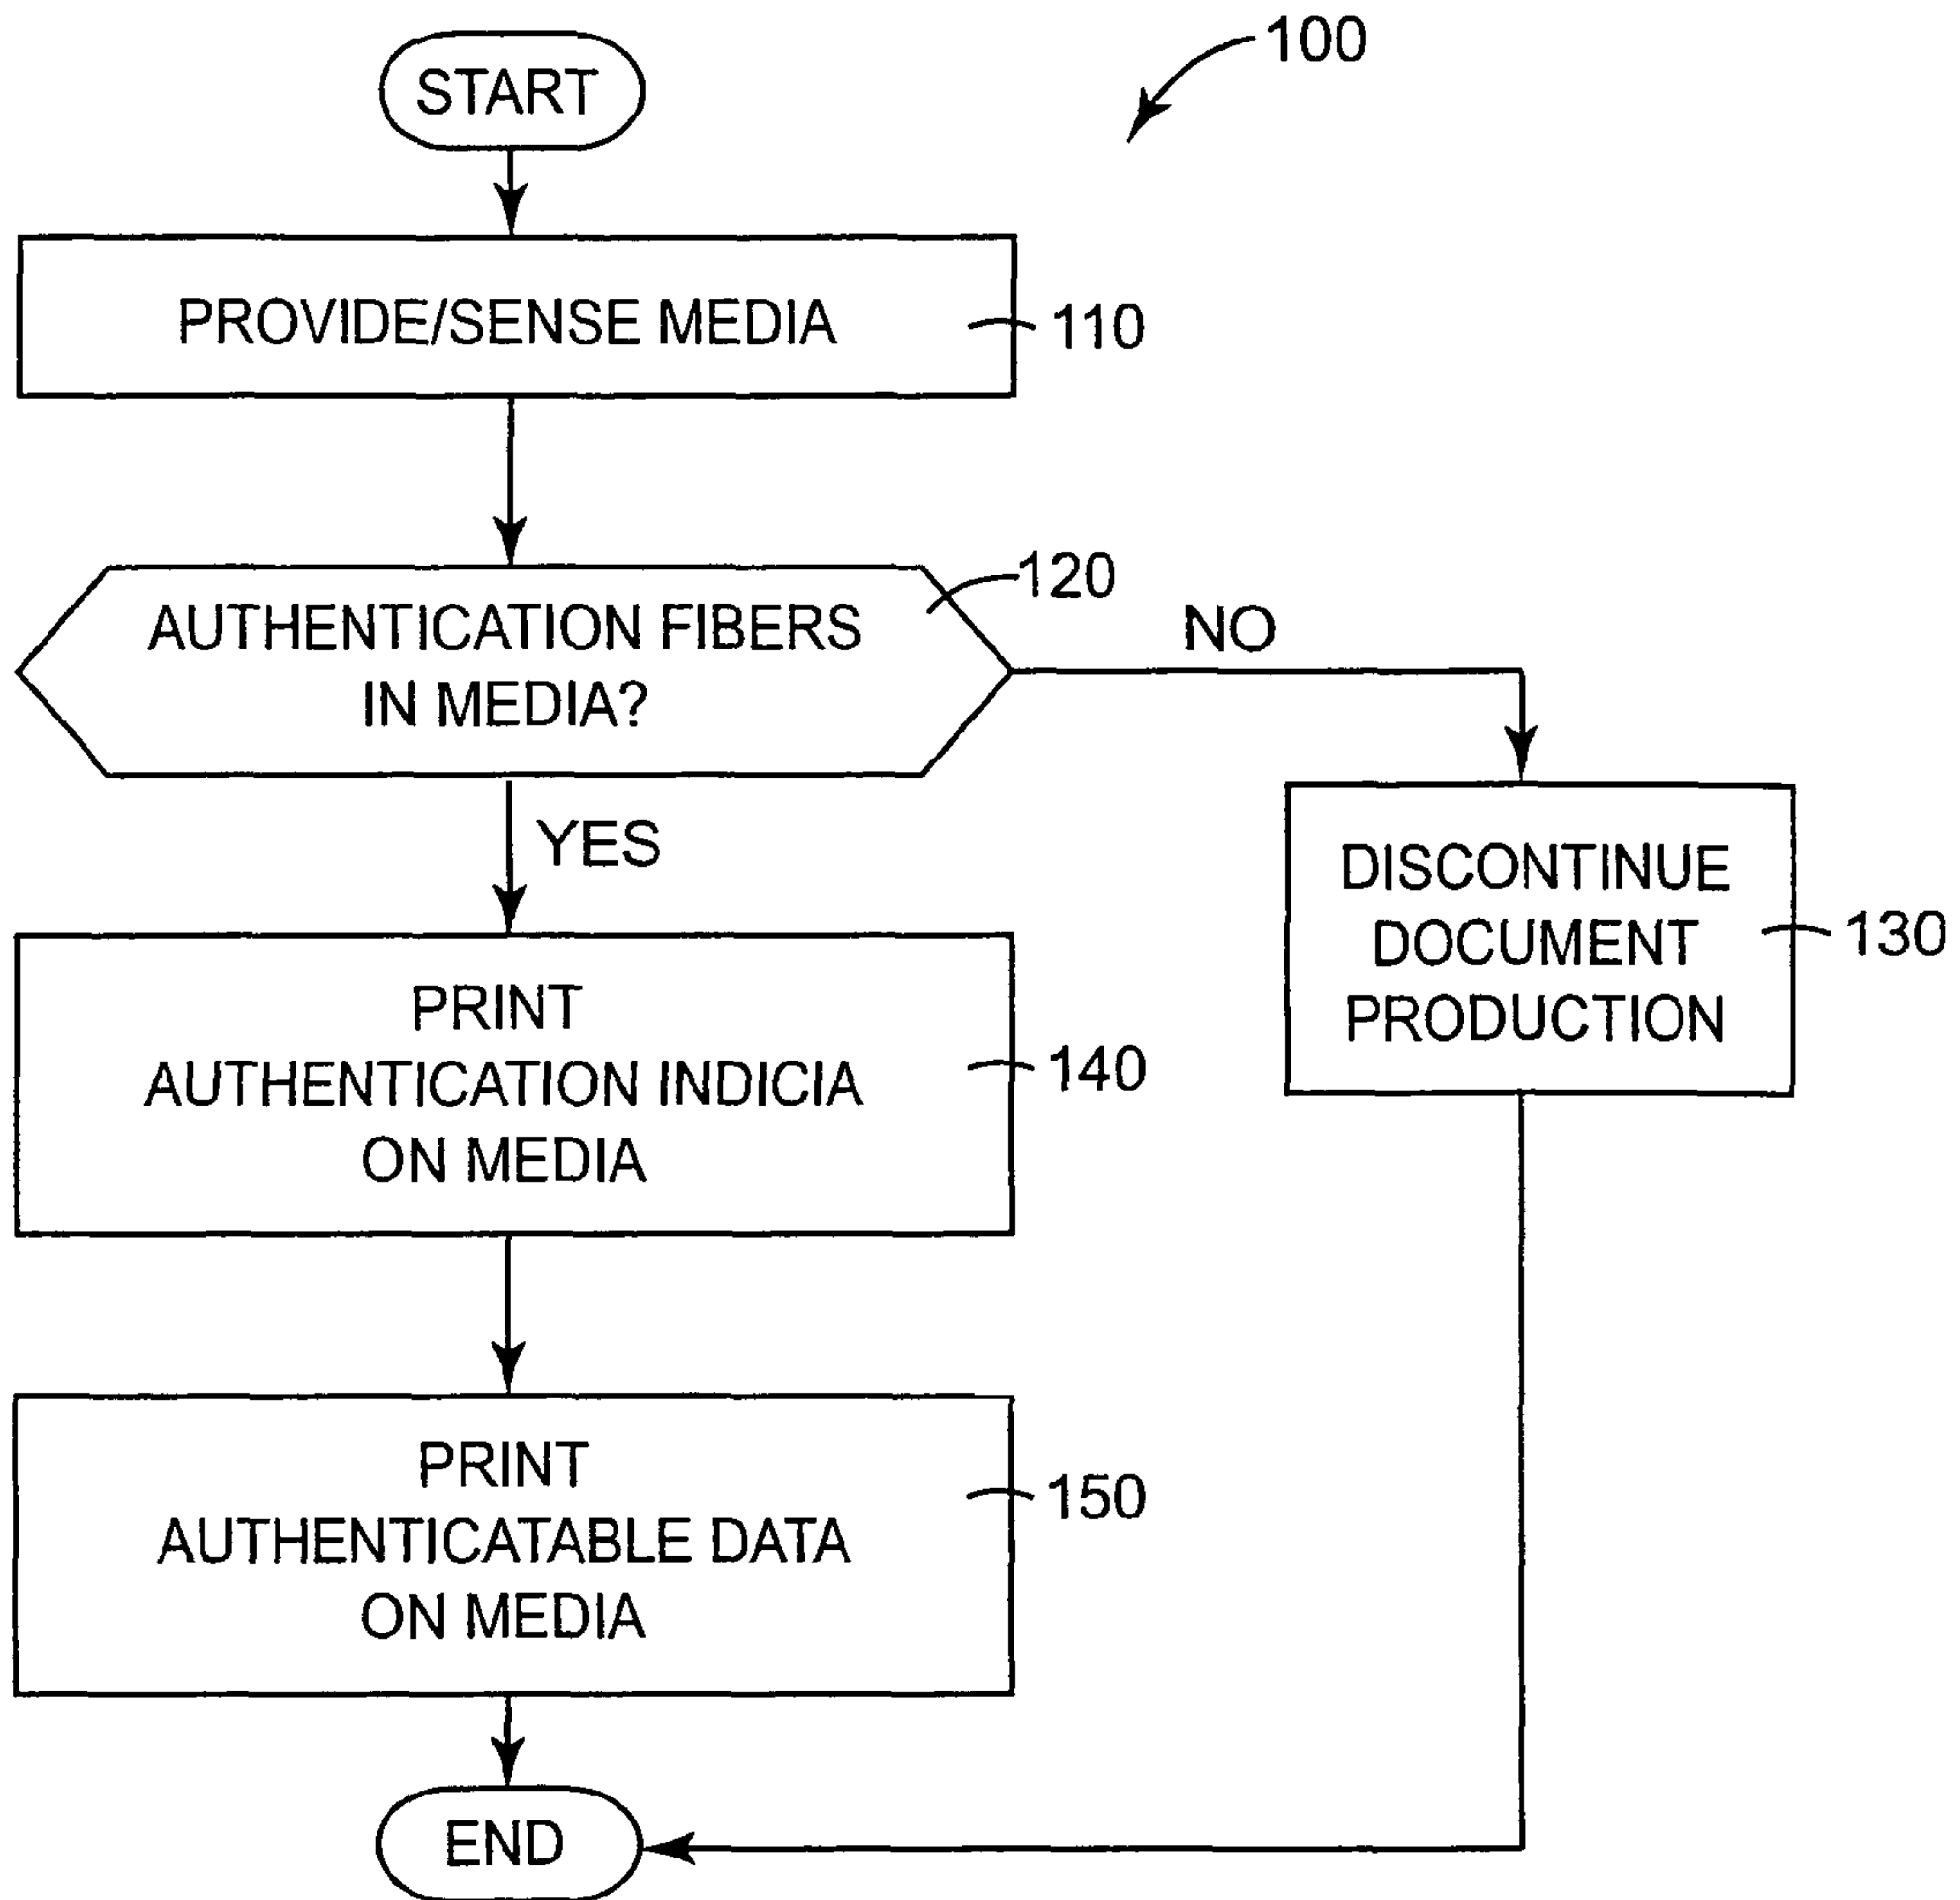 START
100
PROVIDE/SENSE MEDIA
110
AUTHENTICATION FIBERS
IN MEDIA?
120
NO
YES
DISCONTINUE
DOCUMENT
PRODUCTION
130
PRINT
AUTHENTICATION INDICIA
ON MEDIA
140
PRINT
AUTHENTICATABLE DATA
ON MEDIA
150
END